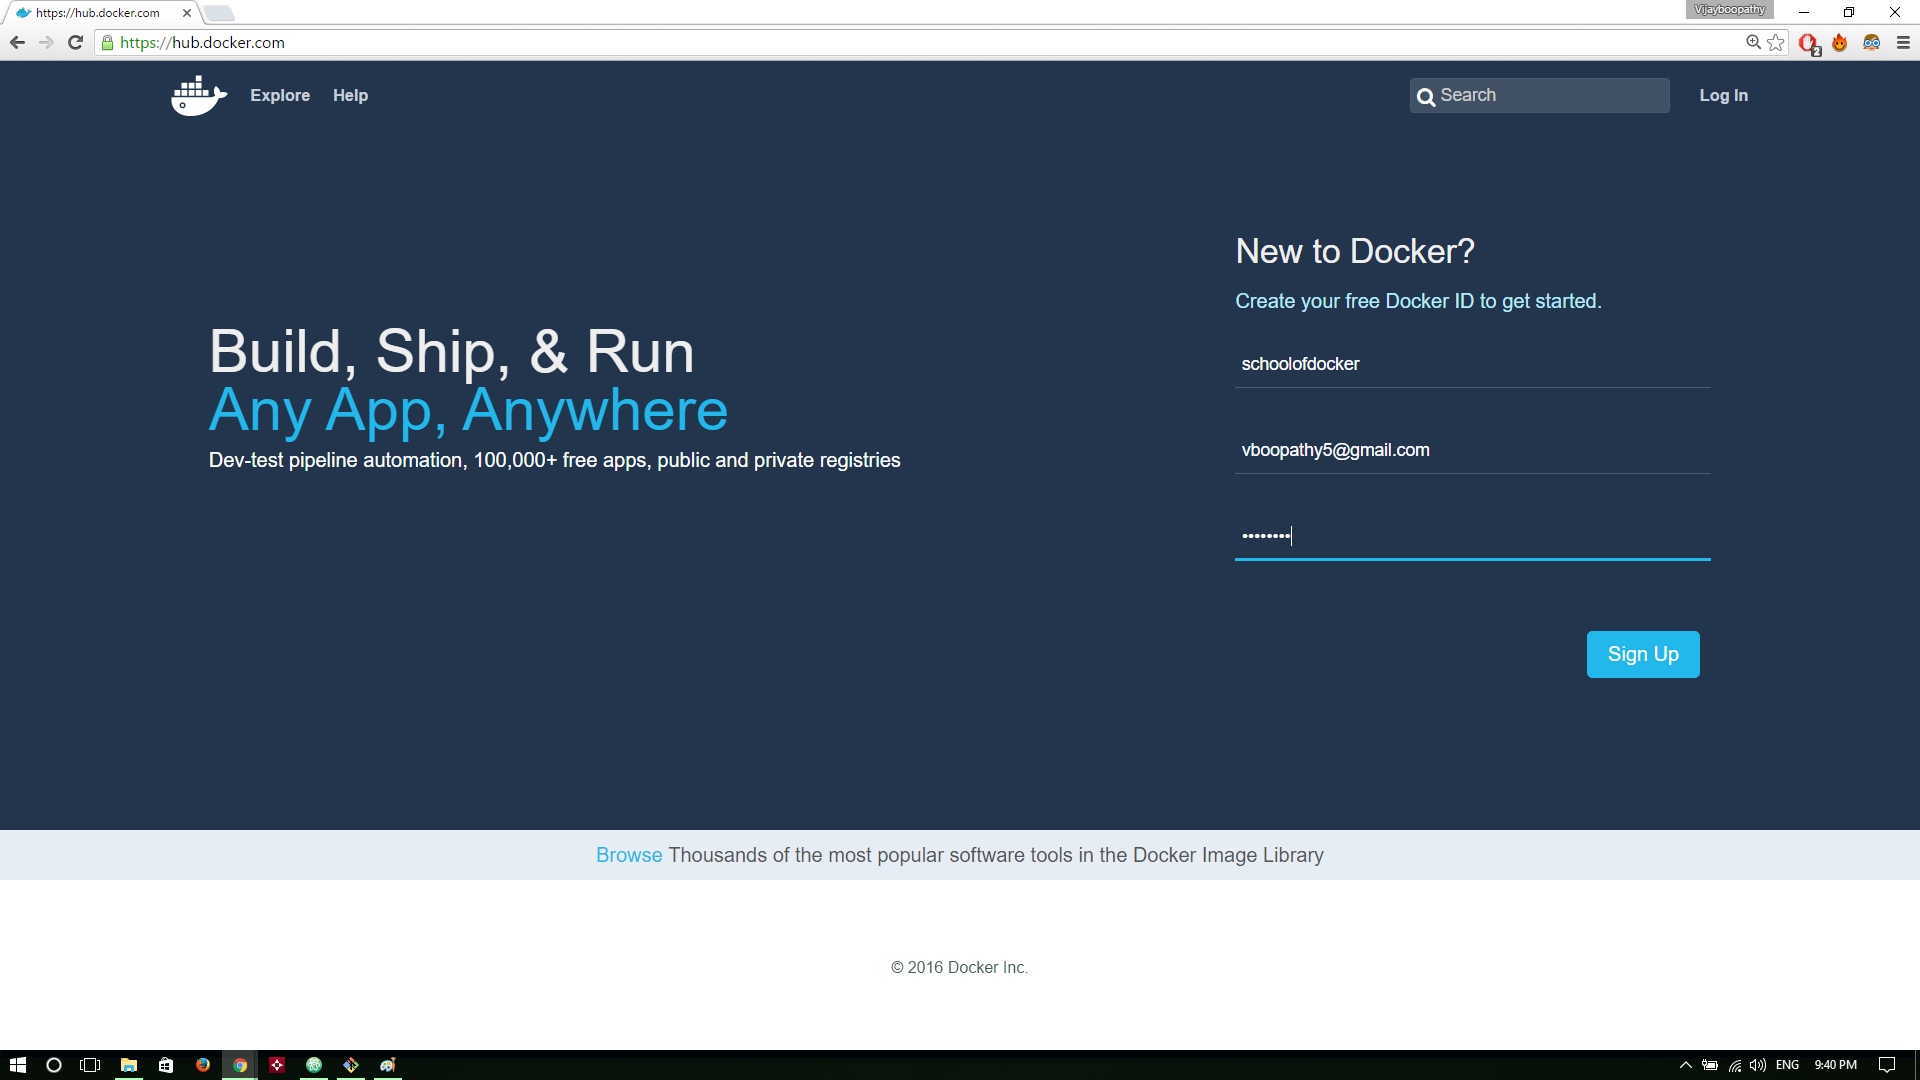 https://hub.docker.com
Vijayboopathy
https://hub.docker.com
2
Explore
Help
Search
Log In
New to Docker?
Create your free Docker ID to get started.
schoolofdocker
vboopathy5@gmail.com
••••••••
Sign Up
Build, Ship, & Run
Any App, Anywhere
Dev-test pipeline automation, 100,000+ free apps, public and private registries
Browse Thousands of the most popular software tools in the Docker Image Library
© 2016 Docker Inc.
ENG
9:40 PM